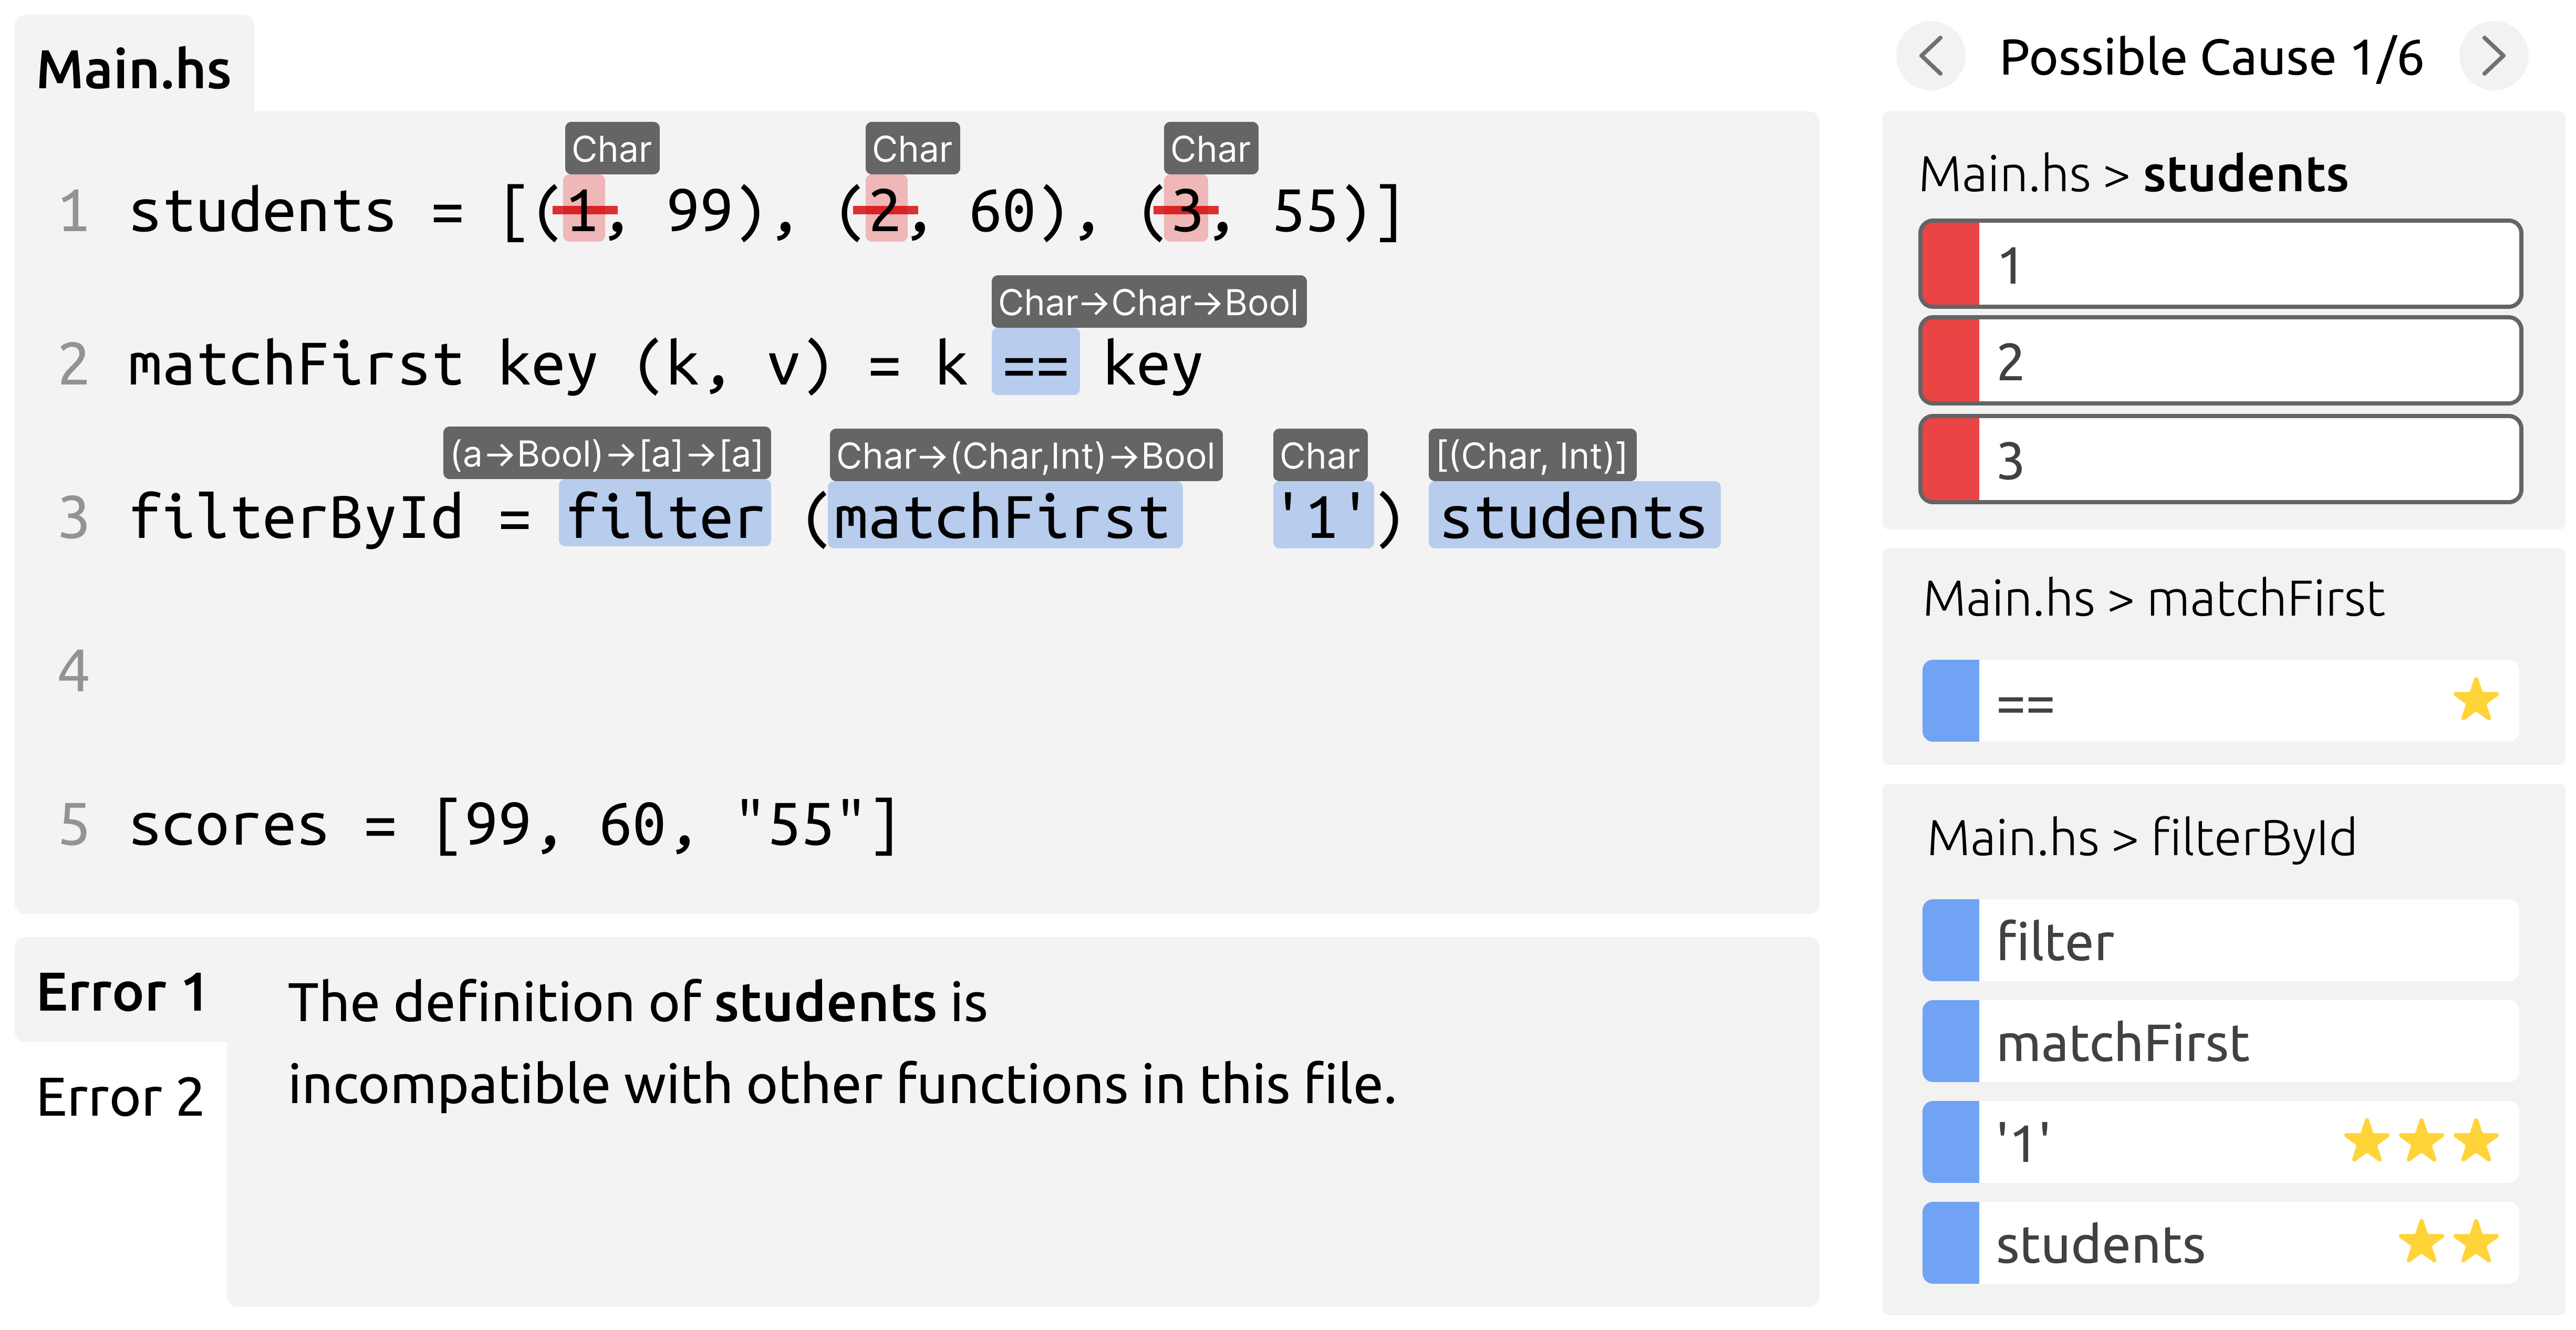 Main.hs
Char Char Char
1 students = [(1, 99), (2, 60), (3, 55)]
Char→Char→Bool
2 matchFirst key (k, v) = k == key
(a→Bool)→[a]→[a] Char→(Char,Int)→Bool Char [(Char, Int)]
3 filterById = filter (matchFirst '1') students
4
5 scores = [99, 60, "55"]
Error 1
Error 2
The definition of students is
incompatible with other functions in this file.
Possible Cause 1/6
Main.hs > students
1
2
3
Main.hs > matchFirst
==
Main.hs > filterById
filter
matchFirst
'1'
students